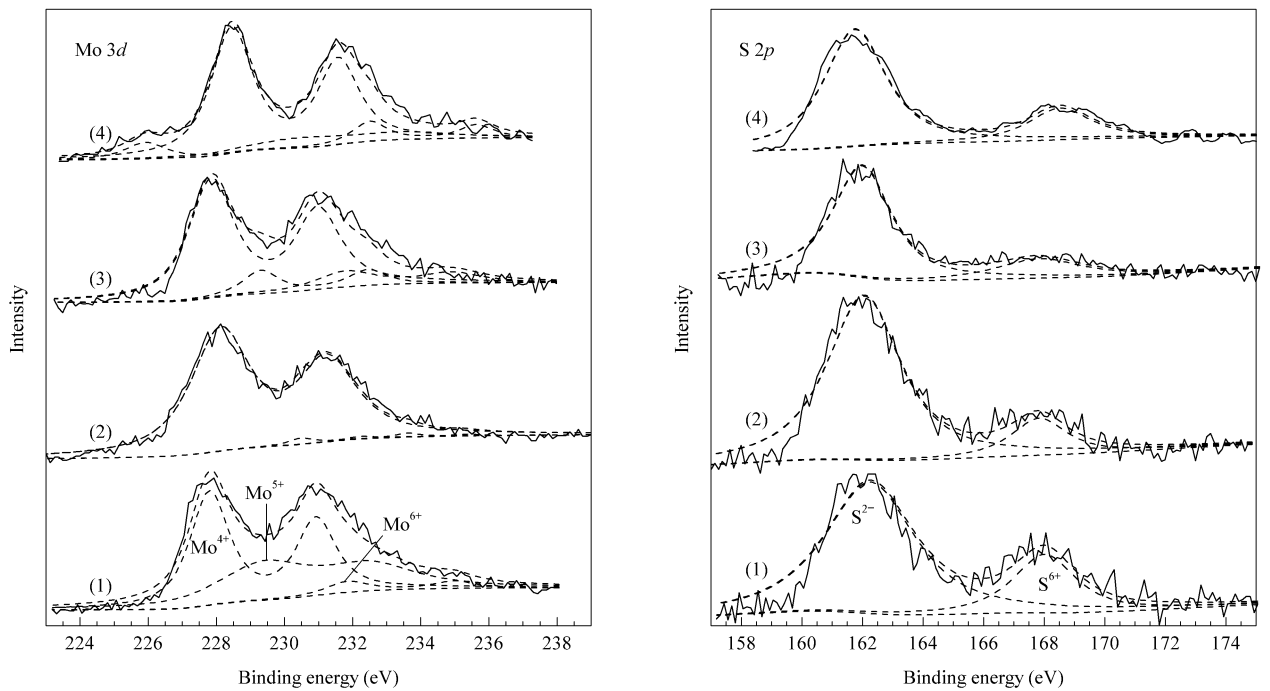 Mo 3d
(4)
(3)
(2)
(1)
Mo⁴⁺
Mo⁵⁺
Mo⁶⁺
Intensity
224 226 228 230 232 234 236 238
Binding energy (eV)
S 2p
(4)
(3)
(2)
(1)
S²⁻
S⁶⁺
Intensity
158 160 162 164 166 168 170 172 174
Binding energy (eV)